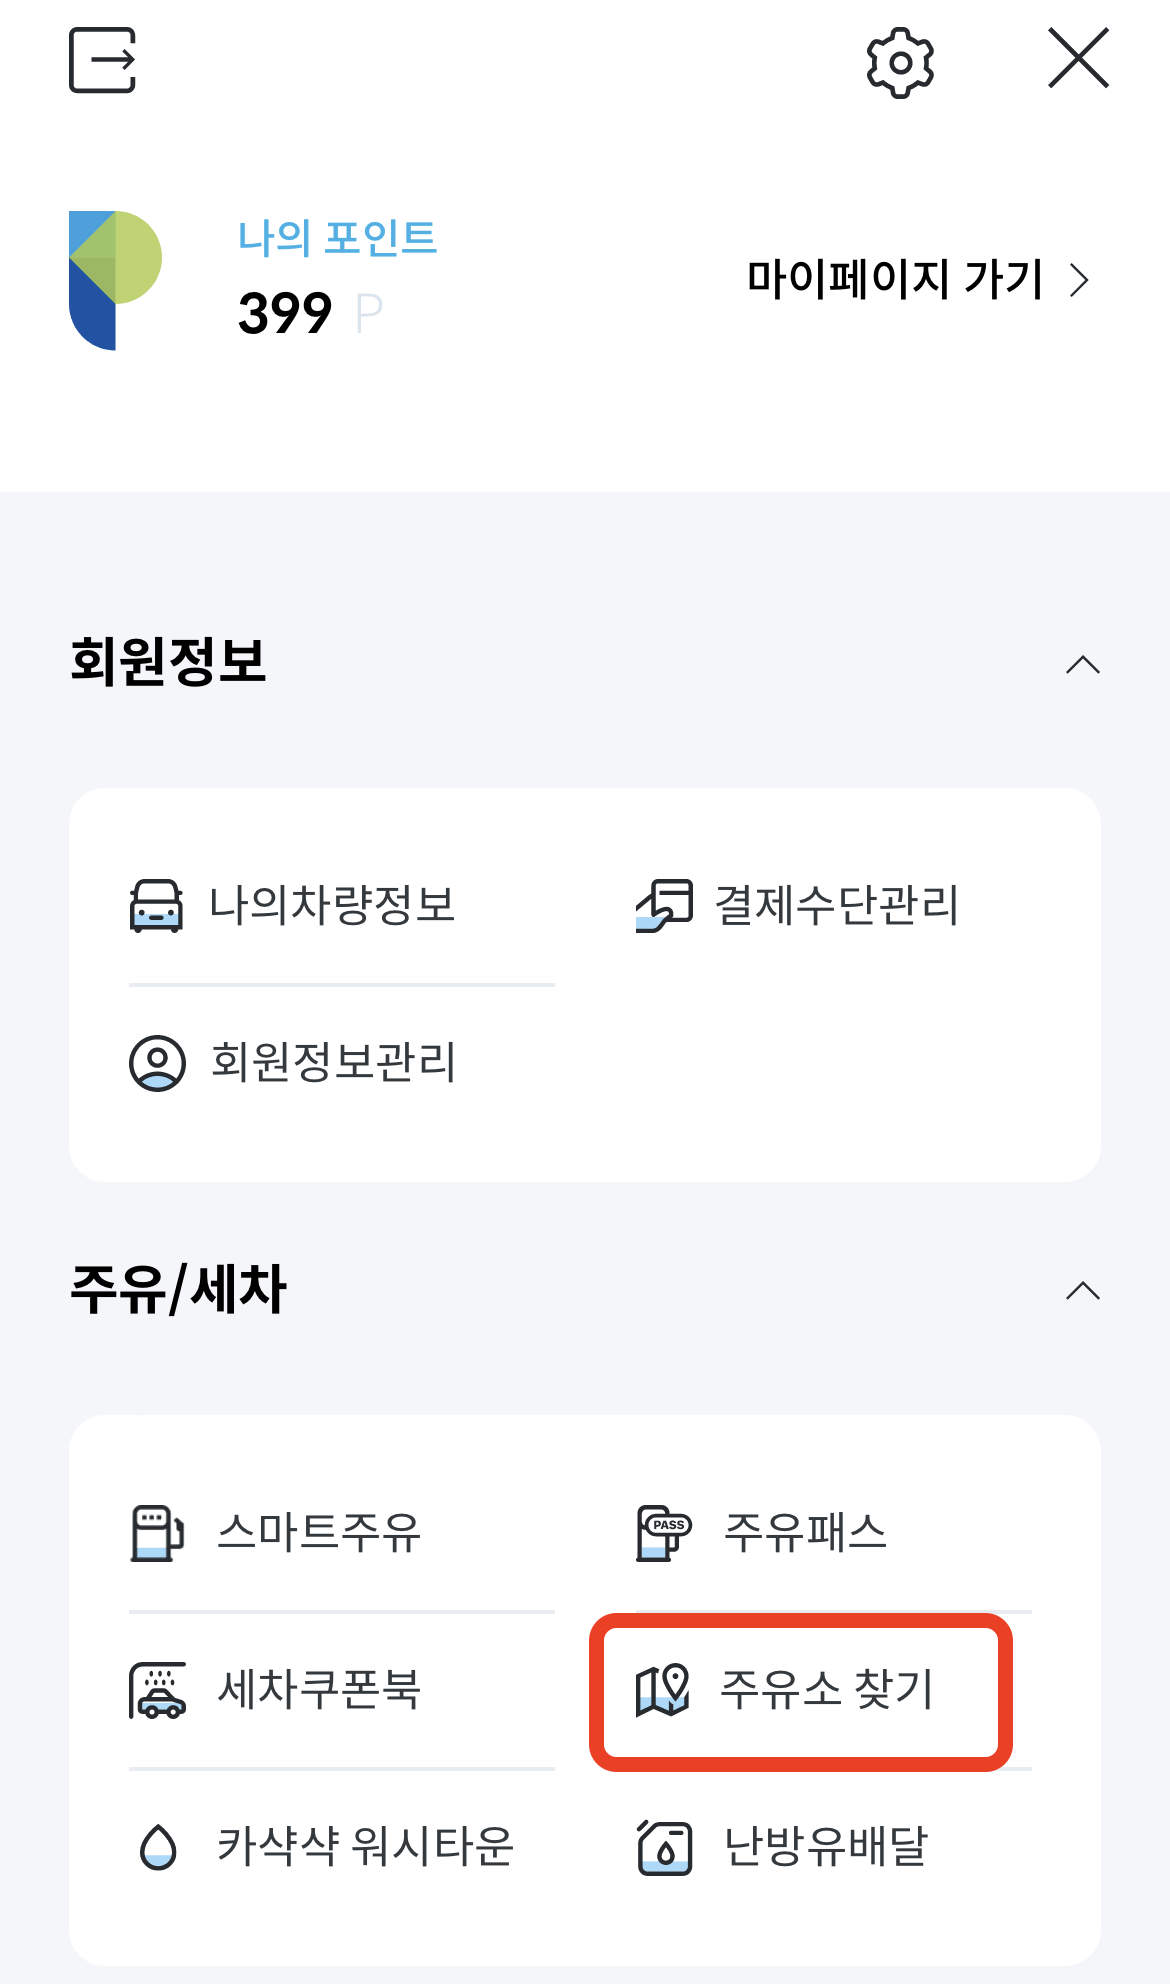 나의 포인트
399 P
마이페이지 가기
회원정보
나의차량정보
결제수단관리
회원정보관리
주유/세차
스마트주유
PASS
주유패스
세차쿠폰북
주유소 찾기
카샥샥 워시타운
난방유배달